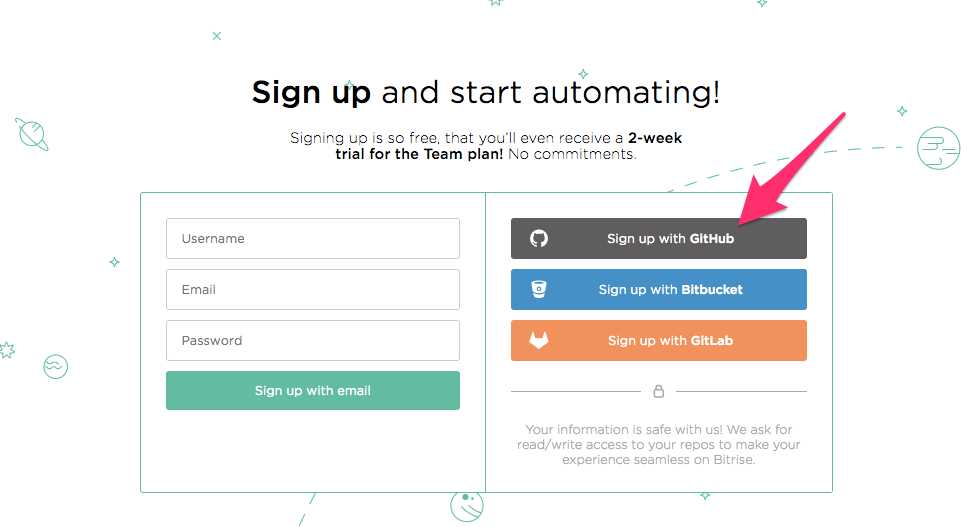 Sign up and start automating!
Signing up is so free, that you'll even receive a 2-week
trial for the Team plan! No commitments.
Username
Email
Password
Sign up with email
Sign up with GitHub
Sign up with Bitbucket
Sign up with GitLab
Your information is safe with us! We ask for
read/write access to your repos to make your
experience seamless on Bitrise.